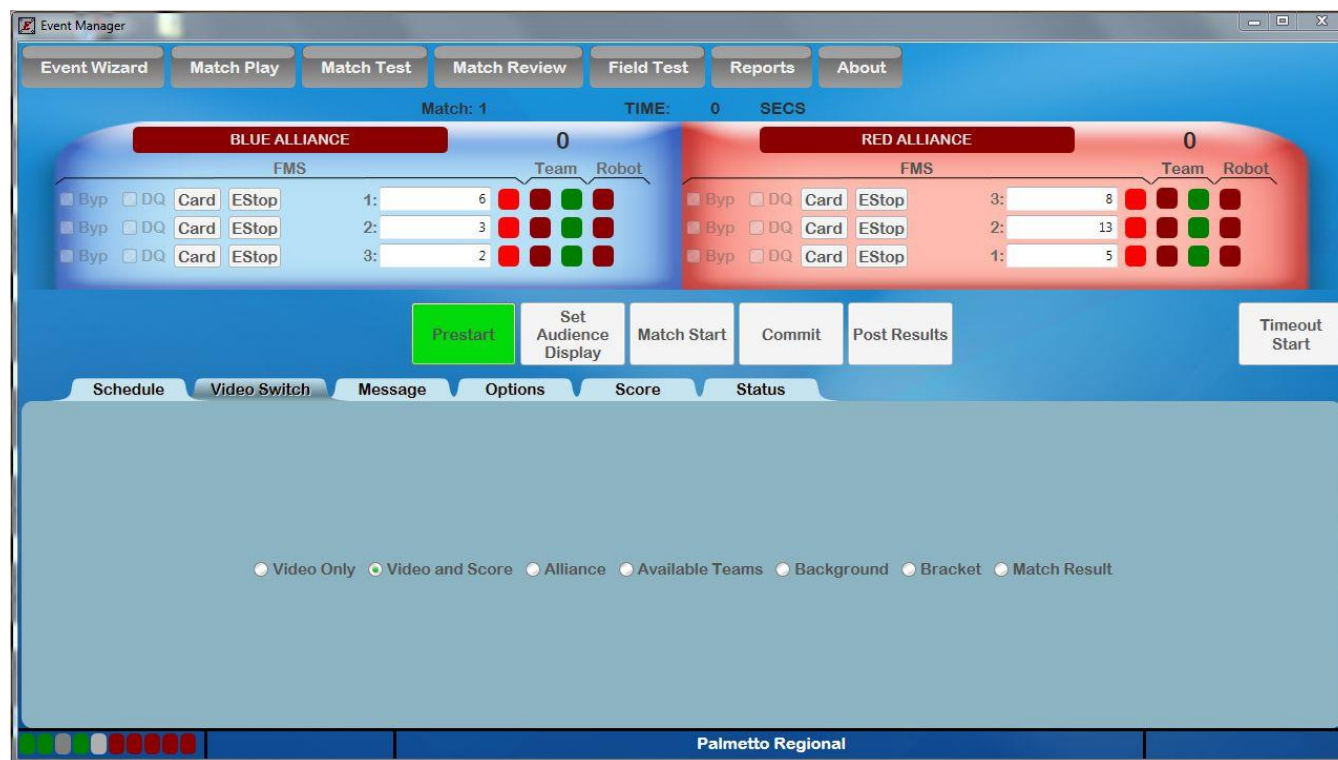 Event Manager
Event Wizard Match Play Match Test Match Review Field Test Reports About
Match: 1 TIME: 0 SECS
BLUE ALLIANCE 0 RED ALLIANCE 0
FMS Team Robot FMS Team Robot
Byp DQ Card EStop 1: 6 Byp DQ Card EStop 3: 8
Byp DQ Card EStop 2: 3 Byp DQ Card EStop 2: 13
Byp DQ Card EStop 3: 2 Byp DQ Card EStop 1: 5
Prestart
Set
Audience
Display
Match Start
Commit
Post Results
Timeout
Start
Schedule Video Switch Message Options Score Status
Video Only Video and Score Alliance Available Teams Background Bracket Match Result
Palmetto Regional